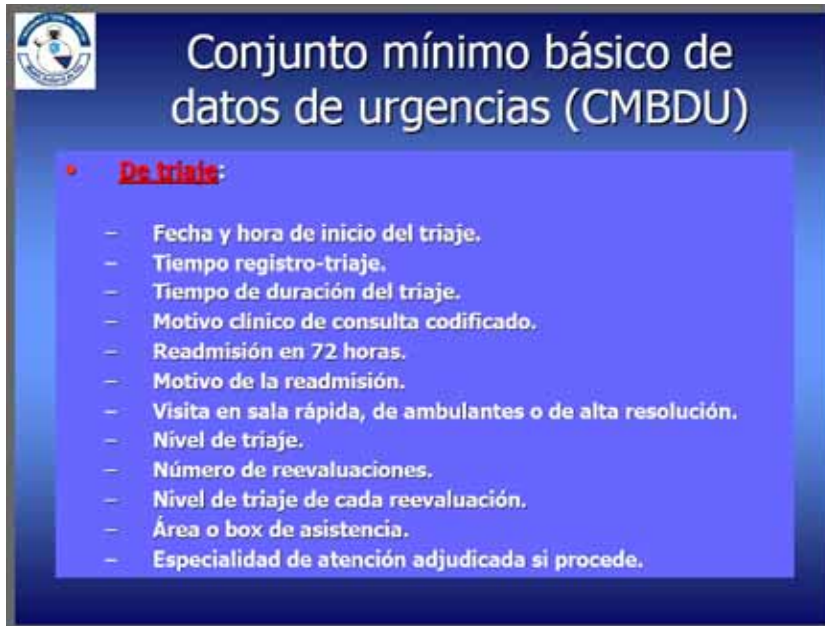 Conjunto mínimo básico de
datos de urgencias (CMBDU)
• De triaje:
– Fecha y hora de inicio del triaje.
– Tiempo registro-triaje.
– Tiempo de duración del triaje.
– Motivo clínico de consulta codificado.
– Readmisión en 72 horas.
– Motivo de la readmisión.
– Visita en sala rápida, de ambulantes o de alta resolución.
– Nivel de triaje.
– Número de reevaluaciones.
– Nivel de triaje de cada reevaluación.
– Área o box de asistencia.
– Especialidad de atención adjudicada si procede.